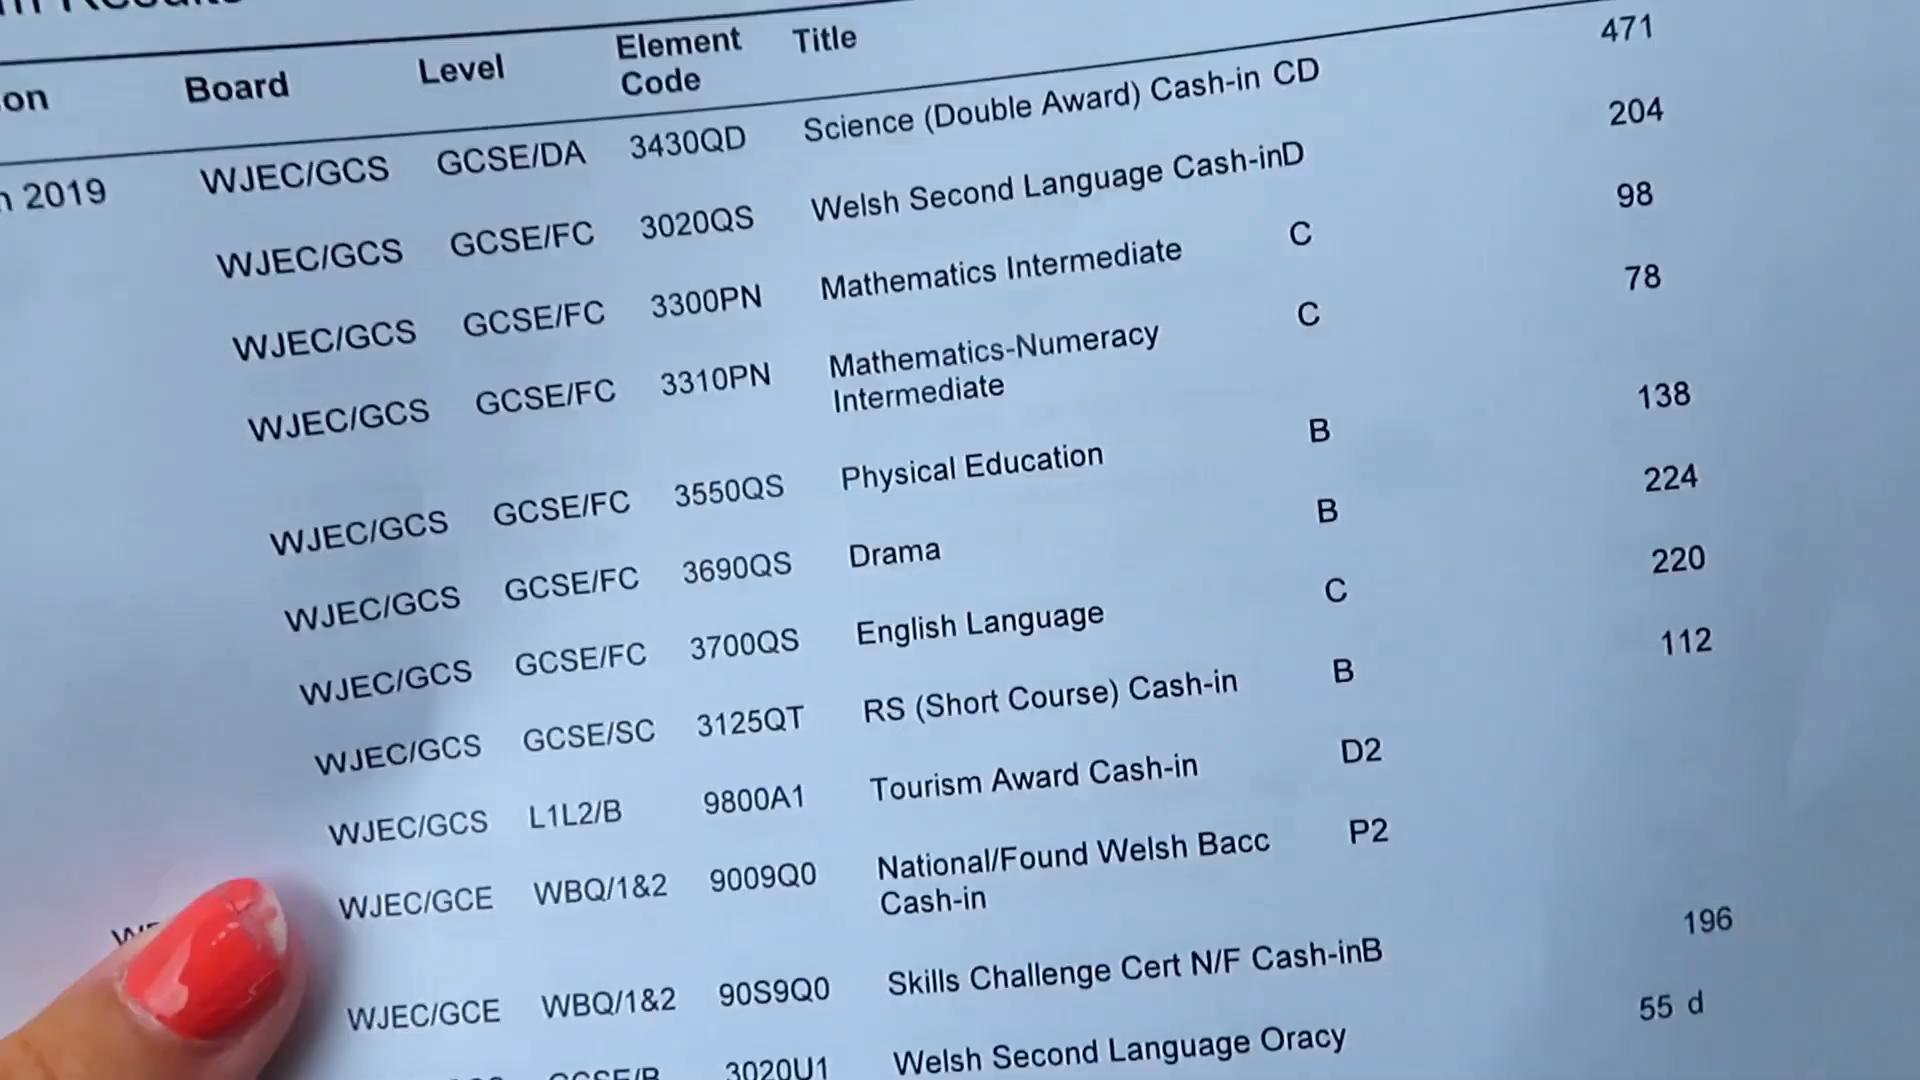 on Board Level Element Code Title
2019 WJEC/GCS GCSE/DA 3430QD Science (Double Award) Cash-in CD 471
WJEC/GCS GCSE/FC 3020QS Welsh Second Language Cash-inD 204
WJEC/GCS GCSE/FC 3300PN Mathematics Intermediate C 98
WJEC/GCS GCSE/FC 3310PN Mathematics-Numeracy C 78
Intermediate
WJEC/GCS GCSE/FC 3550QS Physical Education B 138
WJEC/GCS GCSE/FC 3690QS Drama B 224
WJEC/GCS GCSE/FC 3700QS English Language C 220
WJEC/GCS GCSE/SC 3125QT RS (Short Course) Cash-in B 112
WJEC/GCS L1L2/B 9800A1 Tourism Award Cash-in D2
WJEC/GCE WBQ/1&2 9009Q0 National/Found Welsh Bacc P2
Cash-in
WJEC/GCE WBQ/1&2 90S9Q0 Skills Challenge Cert N/F Cash-inB 196
GCSE/B 3020U1 Welsh Second Language Oracy 55 d